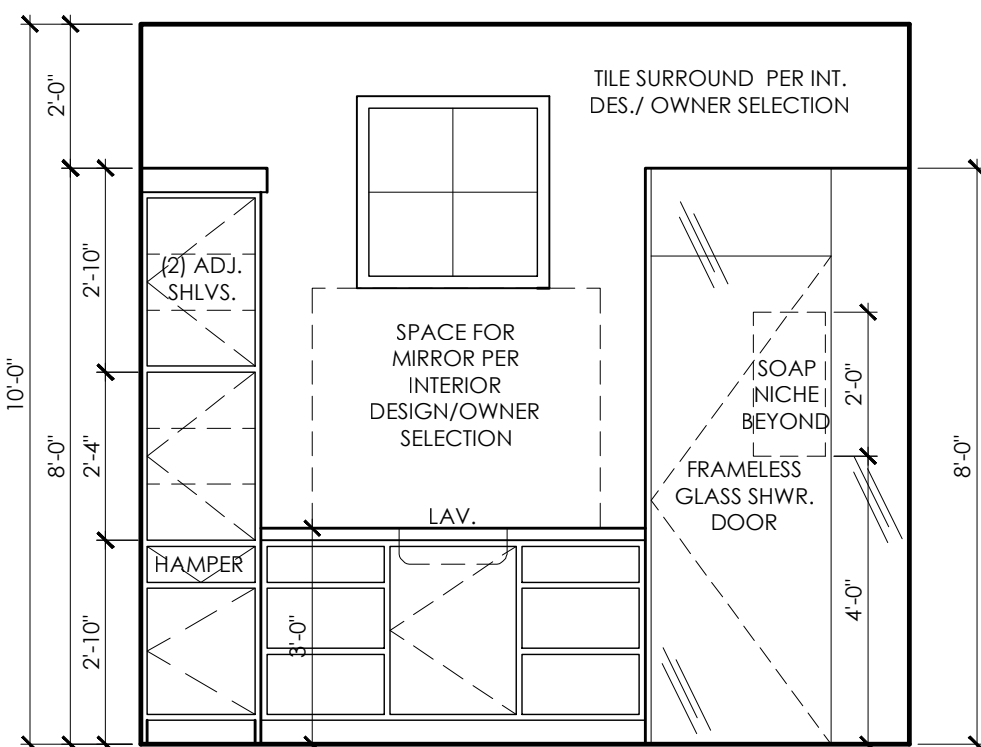 TILE SURROUND PER INT.
DES./ OWNER SELECTION
2'-0"
10'-0"
8'-0"
2'-10"
2'-4"
2'-10"
(2) ADJ.
SHLVS.
HAMPER
SPACE FOR
MIRROR PER
INTERIOR
DESIGN/OWNER
SELECTION
LAV.
3'-0"
SOAP
NICHE
BEYOND
FRAMELESS
GLASS SHWR.
DOOR
2'-0"
4'-0"
8'-0"